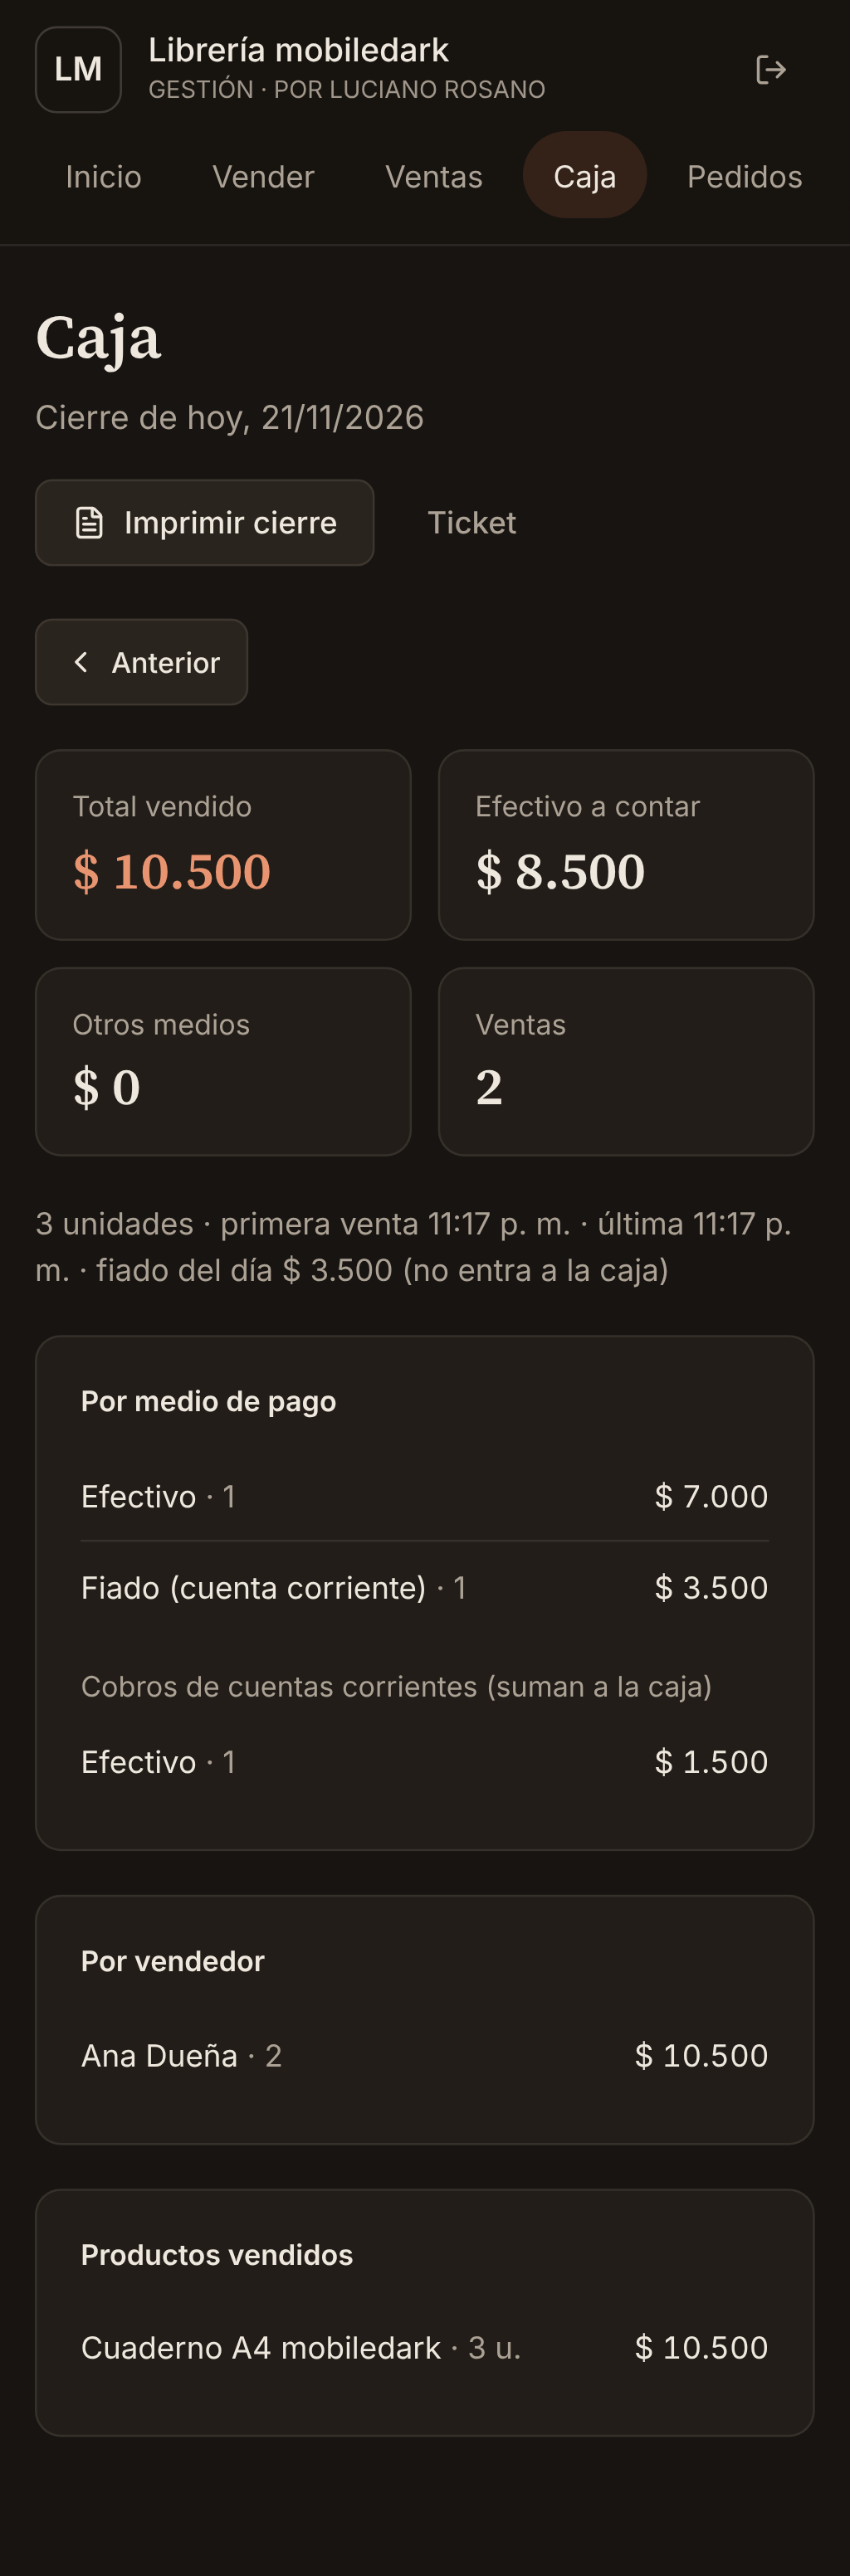 LM
Librería mobiledark
GESTIÓN · POR LUCIANO ROSANO
Inicio Vender Ventas Caja Pedidos
Caja
Cierre de hoy, 21/11/2026
Imprimir cierre Ticket
Anterior
Total vendido
$ 10.500
Efectivo a contar
$ 8.500
Otros medios
$ 0
Ventas
2
3 unidades · primera venta 11:17 p. m. · última 11:17 p.
m. · fiado del día $ 3.500 (no entra a la caja)
Por medio de pago
Efectivo · 1 $ 7.000
Fiado (cuenta corriente) · 1 $ 3.500
Cobros de cuentas corrientes (suman a la caja)
Efectivo · 1 $ 1.500
Por vendedor
Ana Dueña · 2 $ 10.500
Productos vendidos
Cuaderno A4 mobiledark · 3 u. $ 10.500